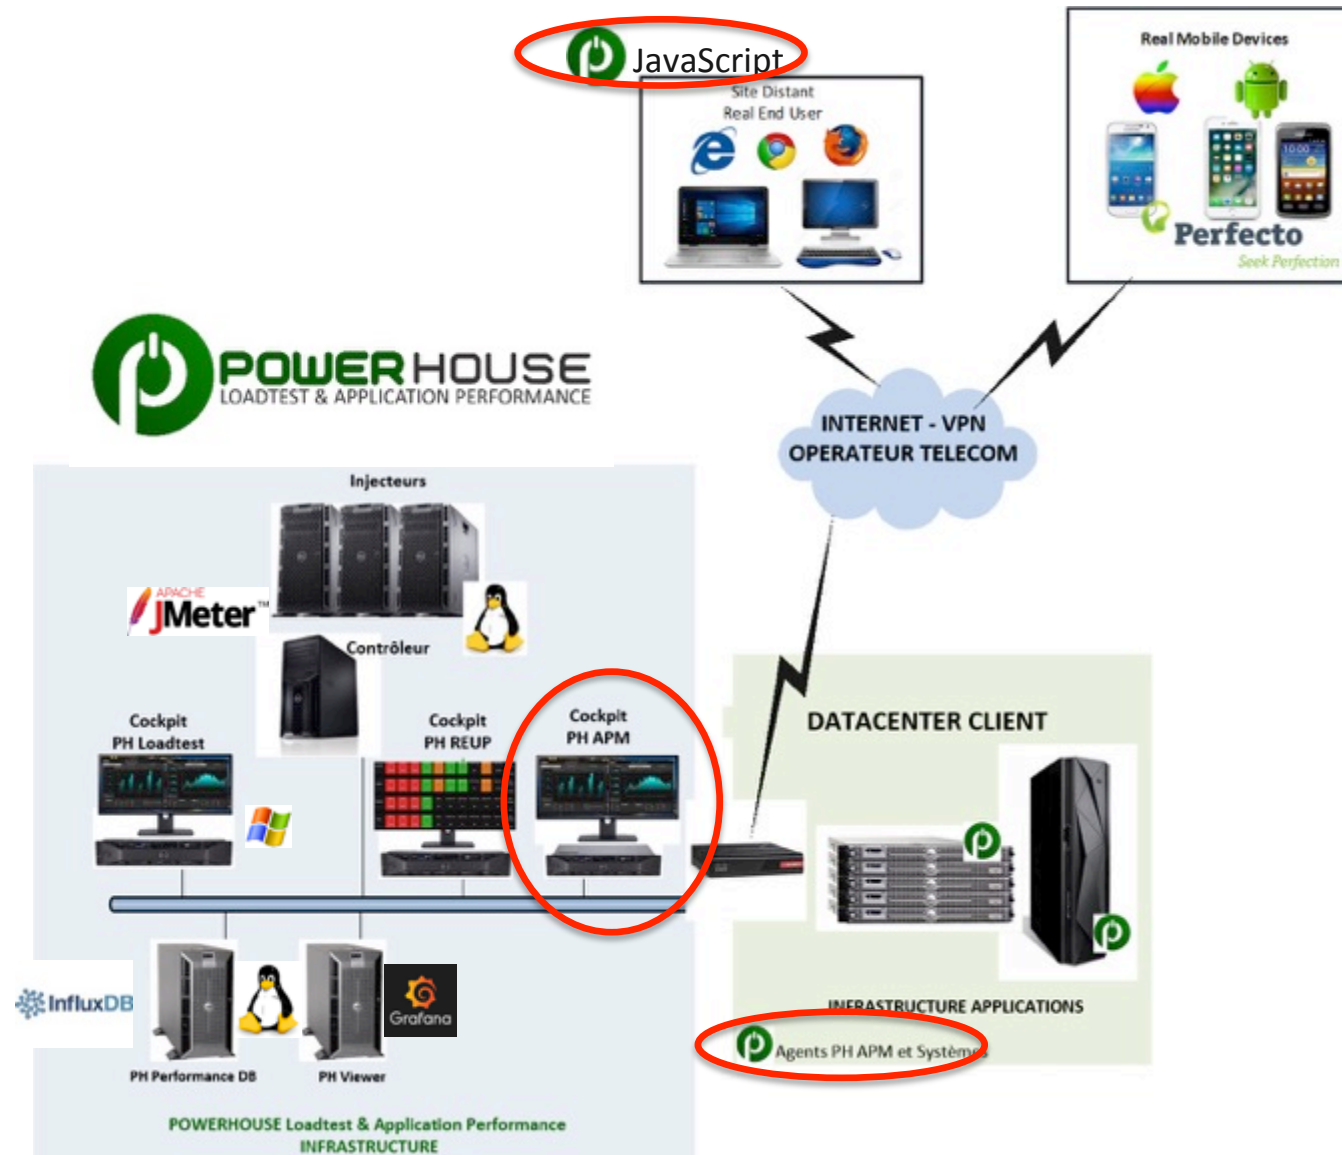 JavaScript
Site Distant
Real End User
Real Mobile Devices
Perfecto
Seek Perfection
POWERHOUSE
LOADTEST & APPLICATION PERFORMANCE
INTERNET - VPN
OPERATEUR TELECOM
Injecteurs
APACHE
JMeter™
Contrôleur
Cockpit
PH Loadtest
Cockpit
PH REUP
Cockpit
PH APM
DATACENTER CLIENT
InfluxDB
Grafana
PH Performance DB
PH Viewer
INFRASTRUCTURE APPLICATIONS
Agents PH APM et Systèmes
POWERHOUSE Loadtest & Application Performance
INFRASTRUCTURE